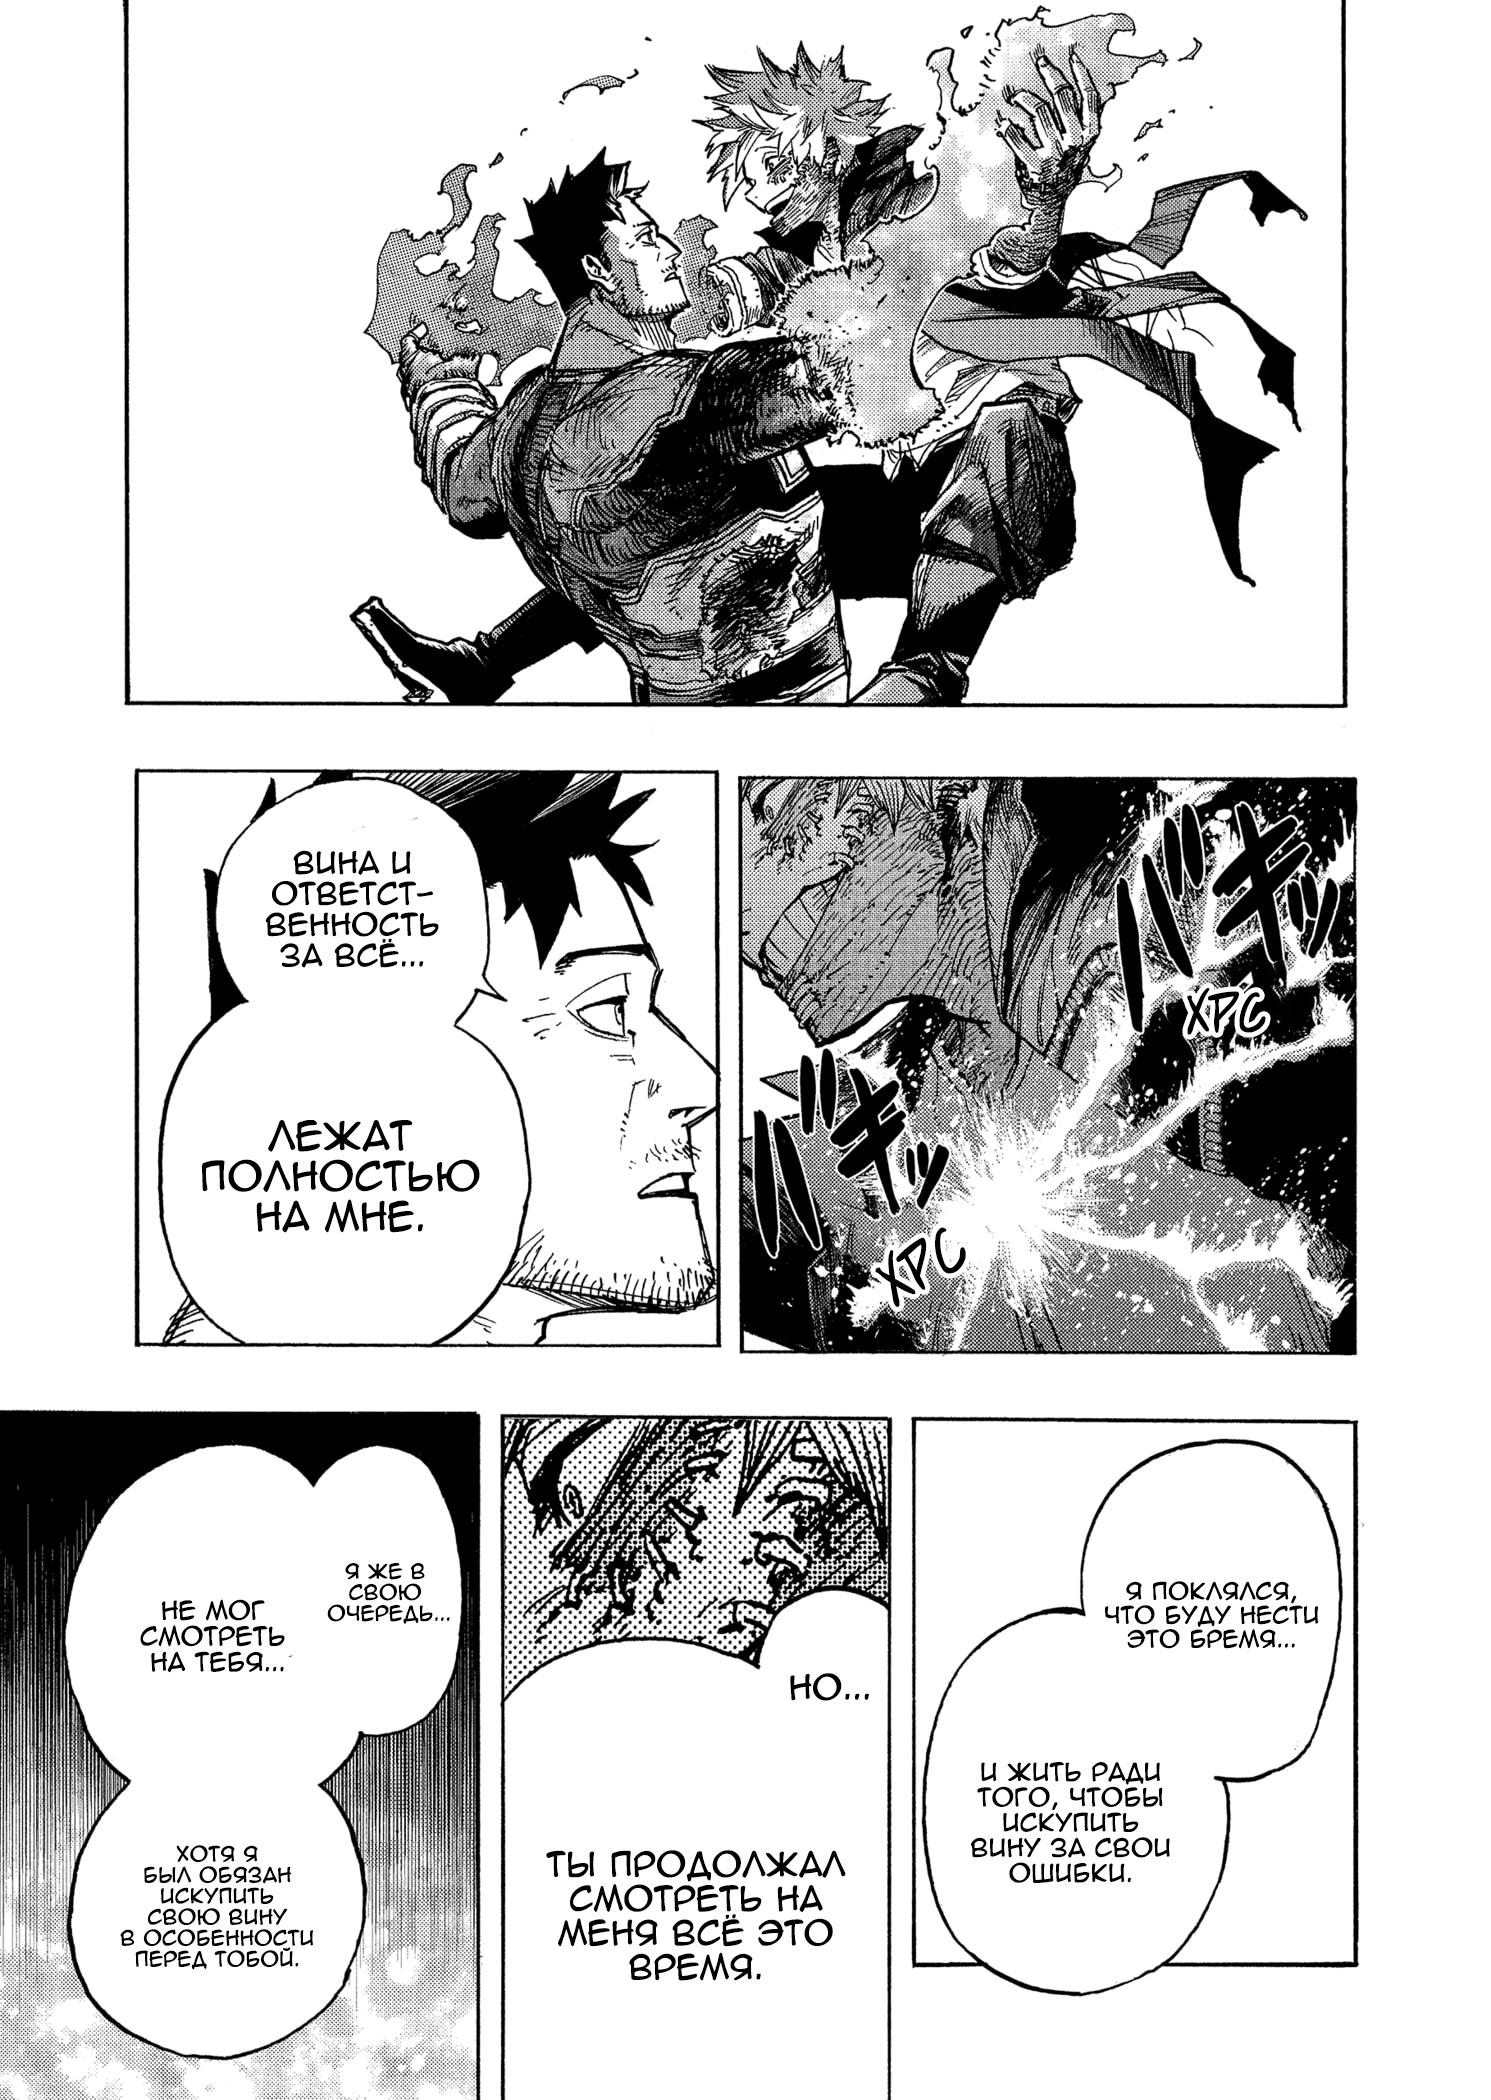 バキッ
ХРС
バキッ
ХРС
ВИНА И
ОТВЕТСТ-
ВЕННОСТЬ
ЗА ВСЁ...
ЛЕЖАТ
ПОЛНОСТЬЮ
НА МНЕ.
Я ПОКЛЯЛСЯ,
ЧТО БУДУ НЕСТИ
ЭТО БРЕМЯ...
И ЖИТЬ РАДИ
ТОГО, ЧТОБЫ
ИСКУПИТЬ
ВИНУ ЗА СВОИ
ОШИБКИ.
НО...
ТЫ ПРОДОЛЖАЛ
СМОТРЕТЬ НА
МЕНЯ ВСЁ ЭТО
ВРЕМЯ.
Я ЖЕ В
СВОЮ
ОЧЕРЕДЬ...
НЕ МОГ
СМОТРЕТЬ
НА ТЕБЯ...
ХОТЯ Я
БЫЛ ОБЯЗАН
ИСКУПИТЬ
СВОЮ ВИНУ
В ОСОБЕННОСТИ
ПЕРЕД ТОБОЙ.